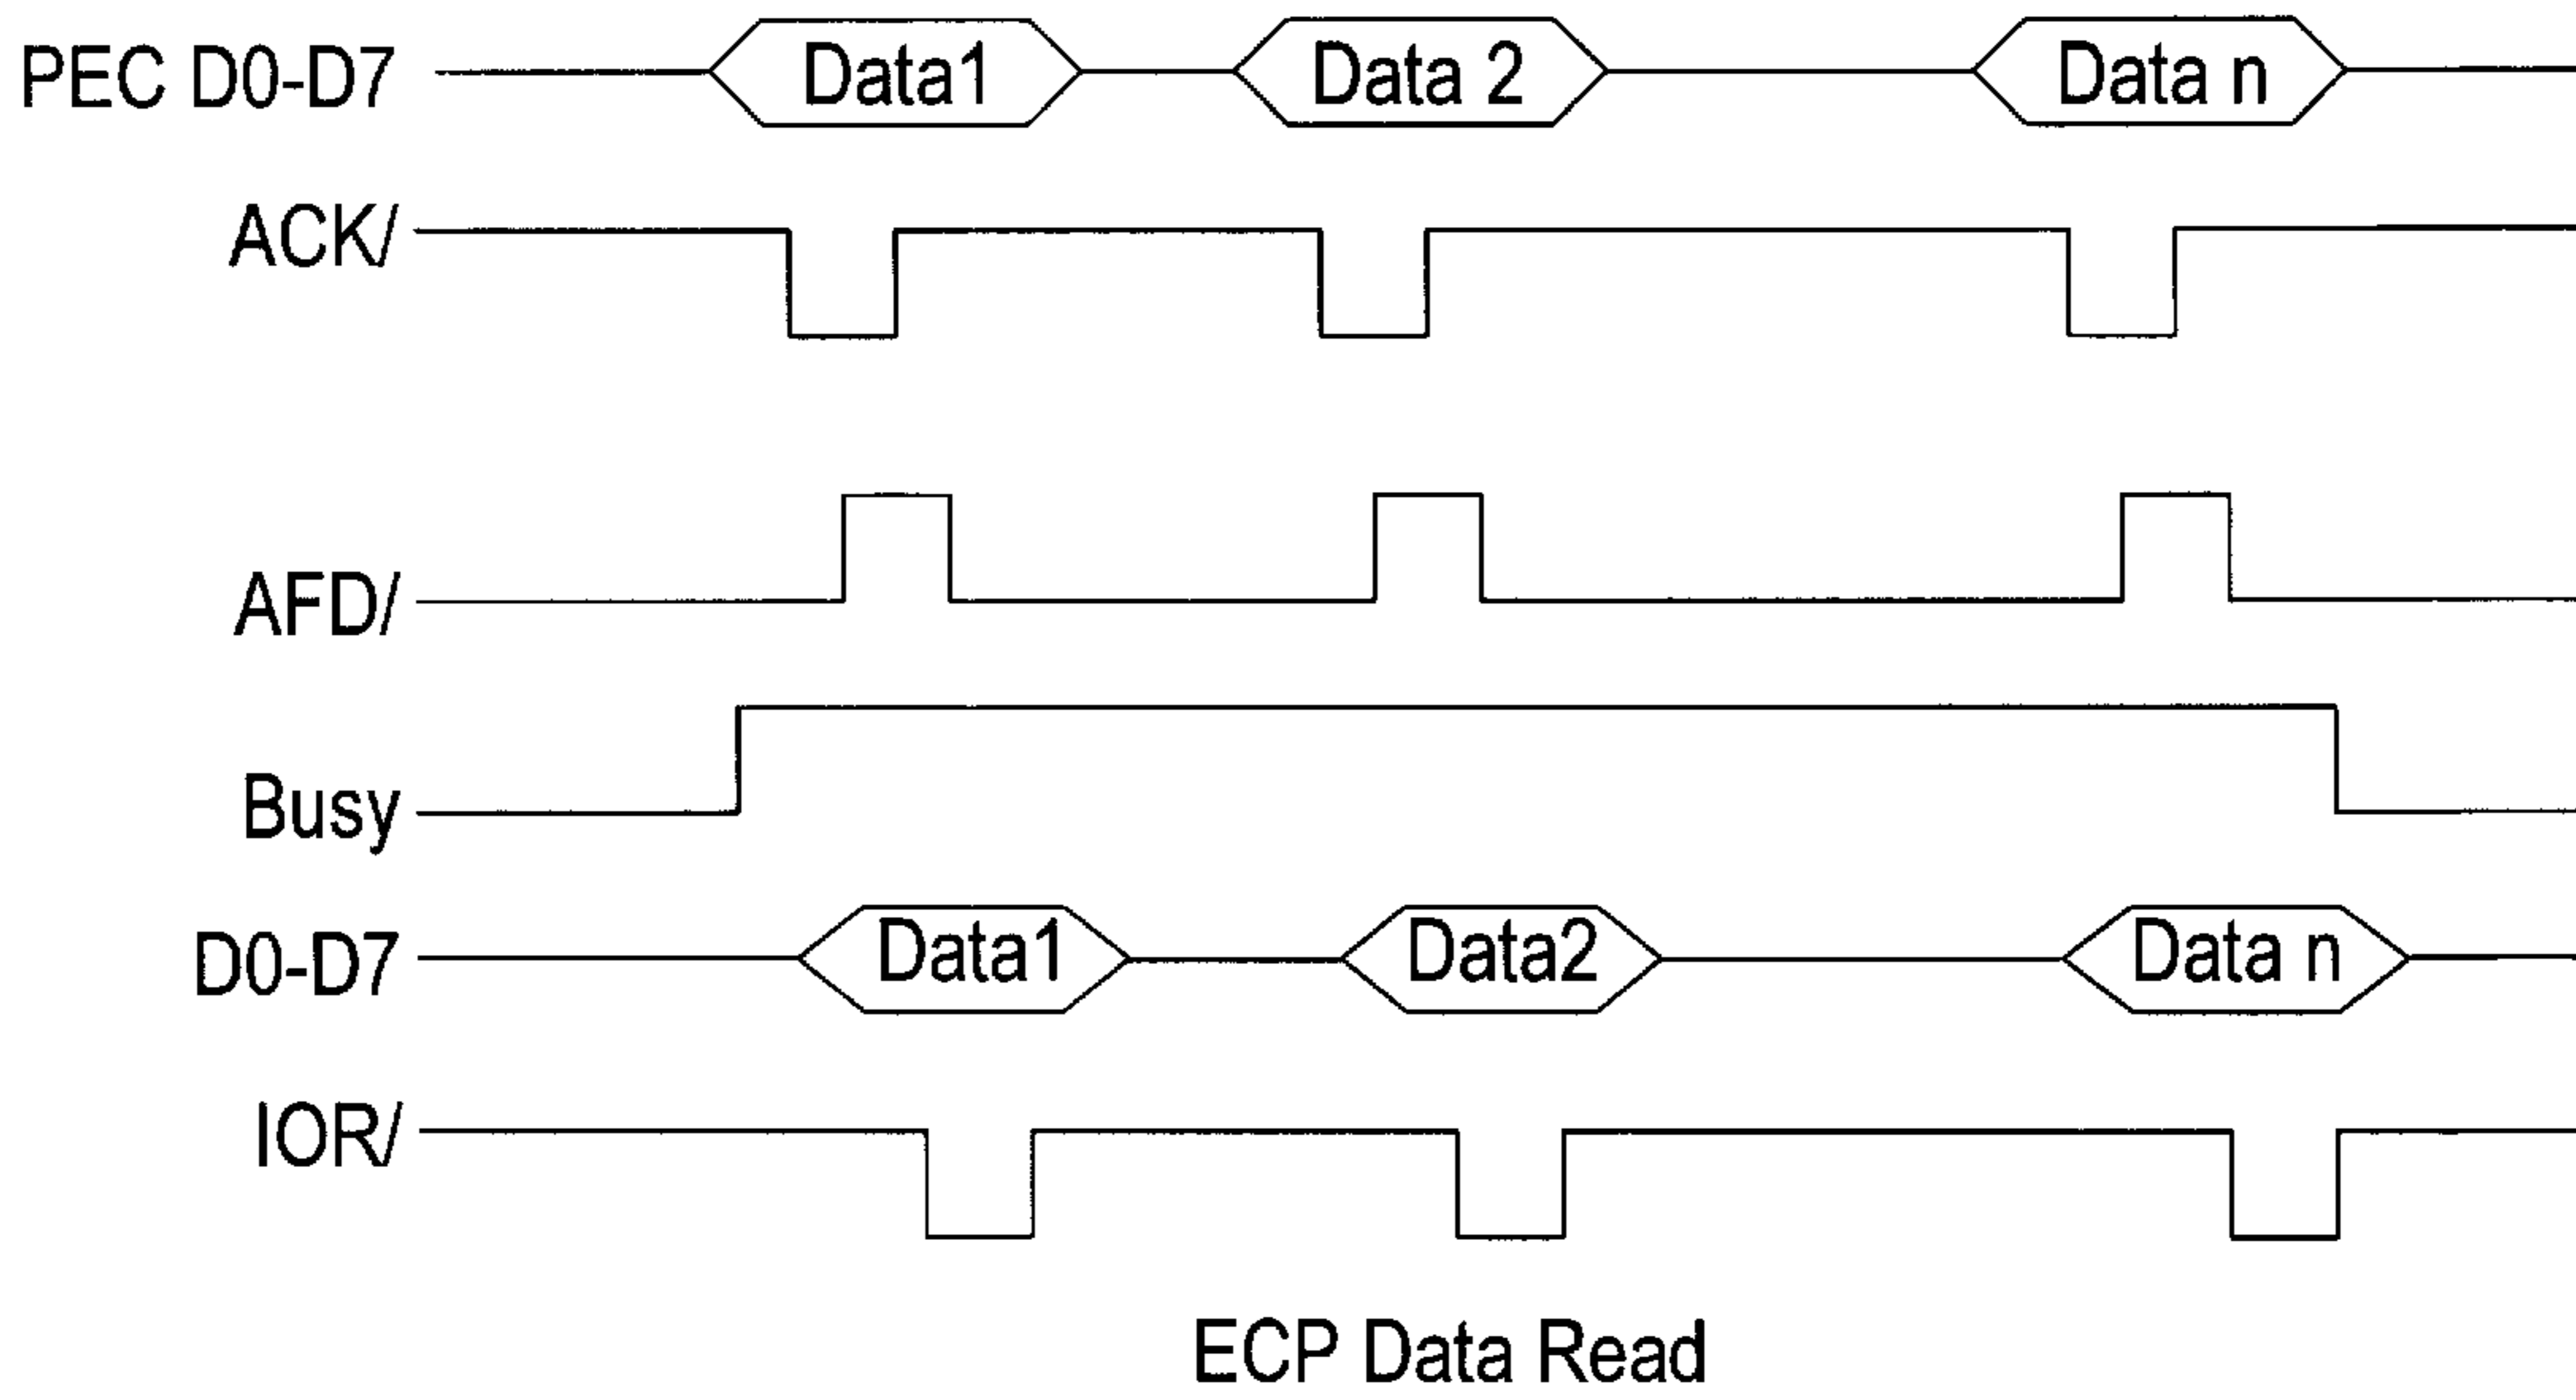 PEC D0-D7 Data1 Data 2 Data n
ACK/
AFD/
Busy
D0-D7 Data1 Data2 Data n
IOR/
ECP Data Read